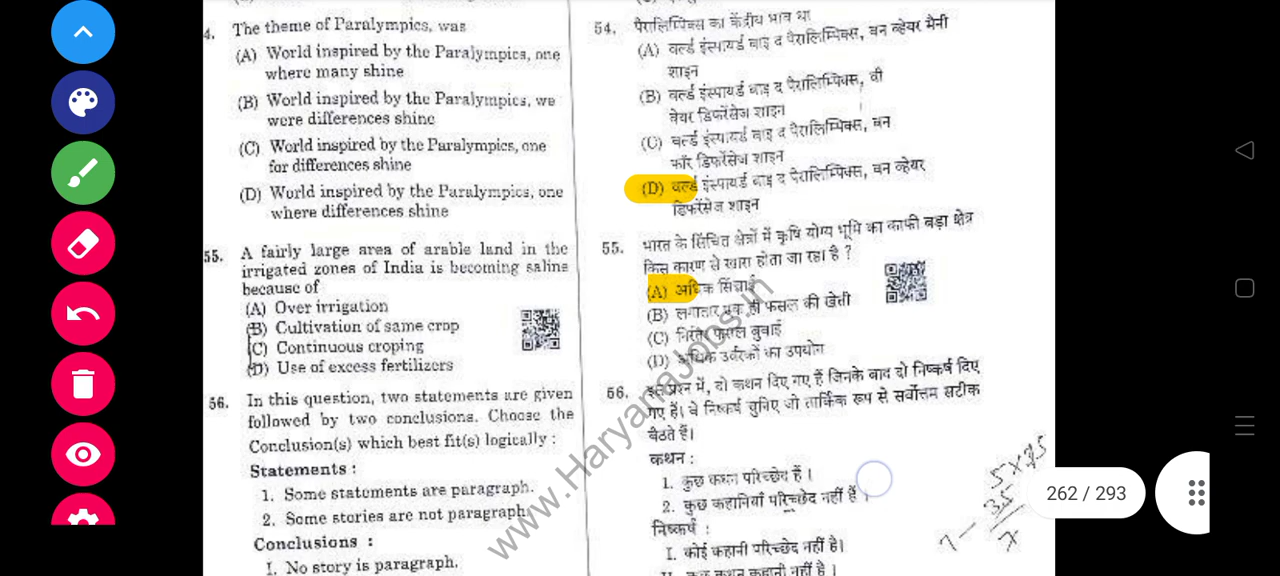 4. The theme of Paralympics, was
(A) World inspired by the Paralympics, one
where many shine
(B) World inspired by the Paralympics, we
were differences shine
(C) World inspired by the Paralympics, one
for differences shine
(D) World inspired by the Paralympics, one
where differences shine
55. A fairly large area of arable land in the
irrigated zones of India is becoming saline
because of
(A) Over irrigation
(B) Cultivation of same crop
(C) Continuous croping
(D) Use of excess fertilizers
56. In this question, two statements are given
followed by two conclusions. Choose the
Conclusion(s) which best fit(s) logically :
Statements :
1. Some statements are paragraph.
2. Some stories are not paragraph.
Conclusions :
I. No story is paragraph.
54. पैरालिम्पिक्स का केंद्रीय भाव था
(A) वर्ल्ड इंस्पायर्ड बाइ द पैरालिम्पिक्स, वन व्हेयर मैनी
शाइन
(B) वर्ल्ड इंस्पायर्ड बाइ द पैरालिम्पिक्स, वी
वेयर डिफरेंसेज शाइन
(C) वर्ल्ड इंस्पायर्ड बाइ द पैरालिम्पिक्स, वन
फॉर डिफरेंसेज शाइन
(D) वर्ल्ड इंस्पायर्ड बाइ द पैरालिम्पिक्स, वन व्हेयर
डिफरेंसेज शाइन
55. भारत के सिंचित क्षेत्रों में कृषि योग्य भूमि का काफी बड़ा क्षेत्र
किस कारण से खारा होता जा रहा है ?
(A) अधिक सिंचाई
(B) लगातार एक ही फसल की खेती
(C) निरंतर फसल बुवाई
(D) अधिक उर्वरकों का उपयोग
56. इस प्रश्न में, दो कथन दिए गए हैं जिनके बाद दो निष्कर्ष दिए
गए हैं। वे निष्कर्ष चुनिए जो तार्किक रूप से सर्वोत्तम सटीक
बैठते हैं।
कथन :
1. कुछ कथन परिच्छेद हैं ।
2. कुछ कहानियाँ परिच्छेद नहीं हैं ।
निष्कर्ष :
I. कोई कहानी परिच्छेद नहीं है।
II. कुछ कथन कहानी नहीं हैं ।
www.HaryanaJobs.in
262 / 293